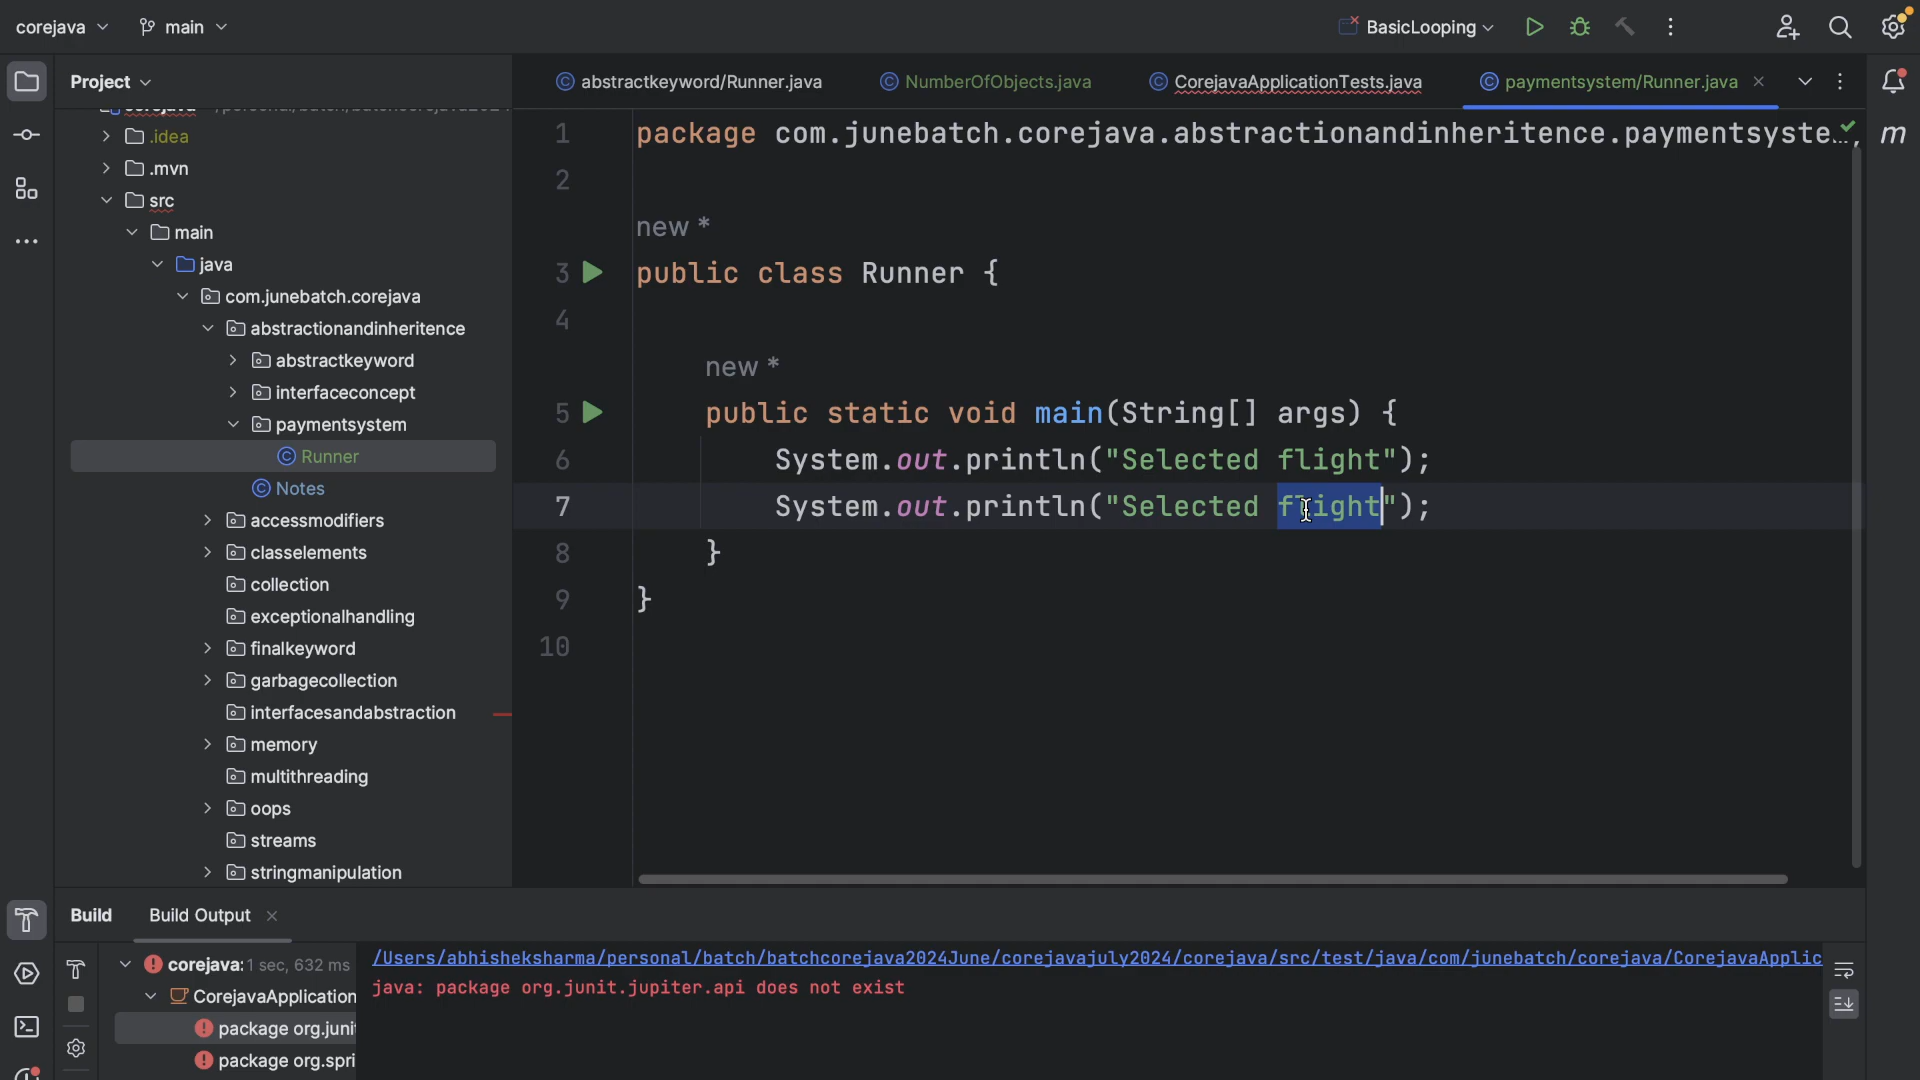 corejava
main
BasicLooping
Project
abstractkeyword/Runner.java
NumberOfObjects.java
CorejavaApplicationTests.java
paymentsystem/Runner.java
.idea
.mvn
src
main
java
com.junebatch.corejava
abstractionandinheritence
abstractkeyword
interfaceconcept
paymentsystem
Runner
Notes
accessmodifiers
classelements
collection
exceptionalhandling
finalkeyword
garbagecollection
interfacesandabstraction
memory
multithreading
oops
streams
stringmanipulation
1 package com.junebatch.corejava.abstractionandinheritence.paymentsyste...;
2
new *
3 public class Runner {
4
new *
5 public static void main(String[] args) {
6 System.out.println("Selected flight");
7 System.out.println("Selected flight");
8 }
9 }
10
m
Build
Build Output
corejava: 1 sec, 632 ms
CorejavaApplication
package org.junit
package org.spri
/Users/abhisheksharma/personal/batch/batchcorejava2024June/corejavajuly2024/corejava/src/test/java/com/junebatch/corejava/CorejavaApplic
java: package org.junit.jupiter.api does not exist